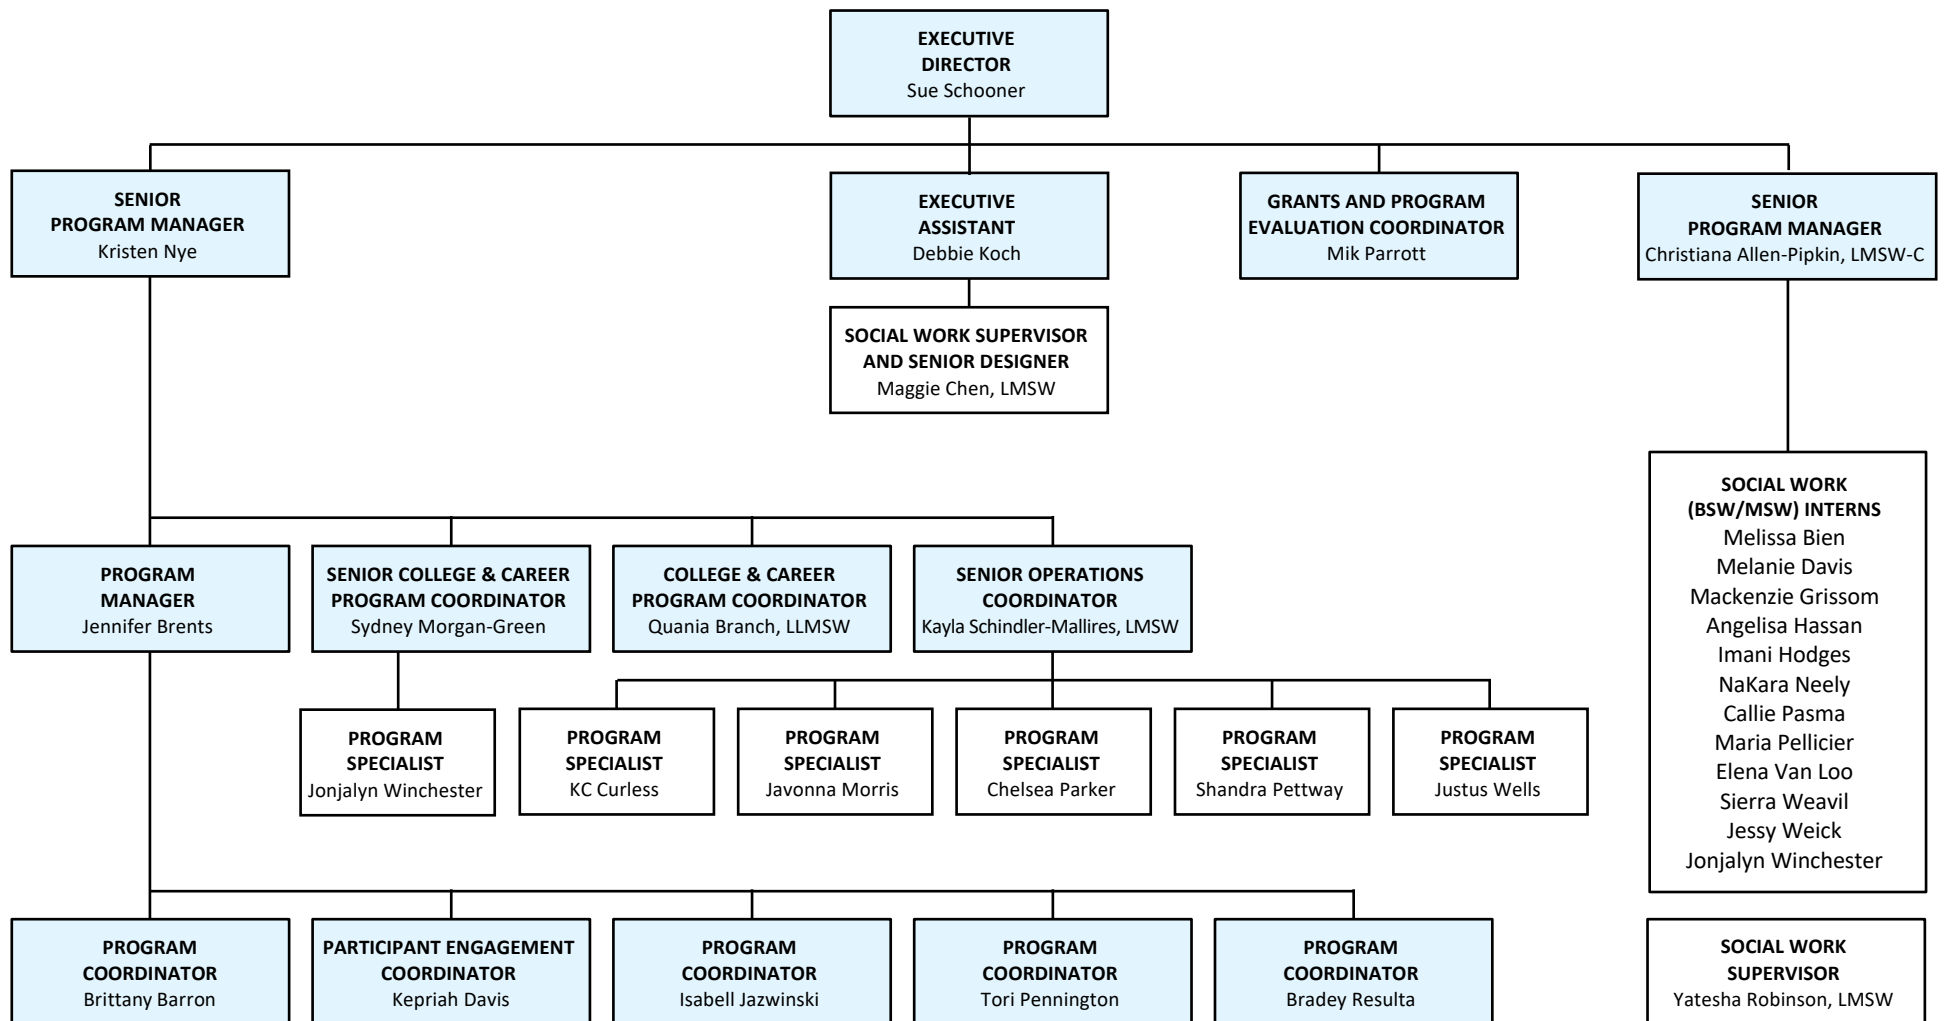 EXECUTIVE
DIRECTOR
Sue Schooner
SENIOR
PROGRAM MANAGER
Kristen Nye
EXECUTIVE
ASSISTANT
Debbie Koch
GRANTS AND PROGRAM
EVALUATION COORDINATOR
Mik Parrott
SENIOR
PROGRAM MANAGER
Christiana Allen-Pipkin, LMSW-C
SOCIAL WORK SUPERVISOR
AND SENIOR DESIGNER
Maggie Chen, LMSW
SOCIAL WORK
(BSW/MSW) INTERNS
Melissa Bien
Melanie Davis
Mackenzie Grissom
Angelisa Hassan
Imani Hodges
NaKara Neely
Callie Pasma
Maria Pellicier
Elena Van Loo
Sierra Weavil
Jessy Weick
Jonjalyn Winchester
PROGRAM
MANAGER
Jennifer Brents
SENIOR COLLEGE & CAREER
PROGRAM COORDINATOR
Sydney Morgan-Green
COLLEGE & CAREER
PROGRAM COORDINATOR
Quania Branch, LLMSW
SENIOR OPERATIONS
COORDINATOR
Kayla Schindler-Mallires, LMSW
PROGRAM
SPECIALIST
Jonjalyn Winchester
PROGRAM
SPECIALIST
KC Curless
PROGRAM
SPECIALIST
Javonna Morris
PROGRAM
SPECIALIST
Chelsea Parker
PROGRAM
SPECIALIST
Shandra Pettway
PROGRAM
SPECIALIST
Justus Wells
PROGRAM
COORDINATOR
Brittany Barron
PARTICIPANT ENGAGEMENT
COORDINATOR
Kepriah Davis
PROGRAM
COORDINATOR
Isabell Jazwinski
PROGRAM
COORDINATOR
Tori Pennington
PROGRAM
COORDINATOR
Bradey Resulta
SOCIAL WORK
SUPERVISOR
Yatesha Robinson, LMSW